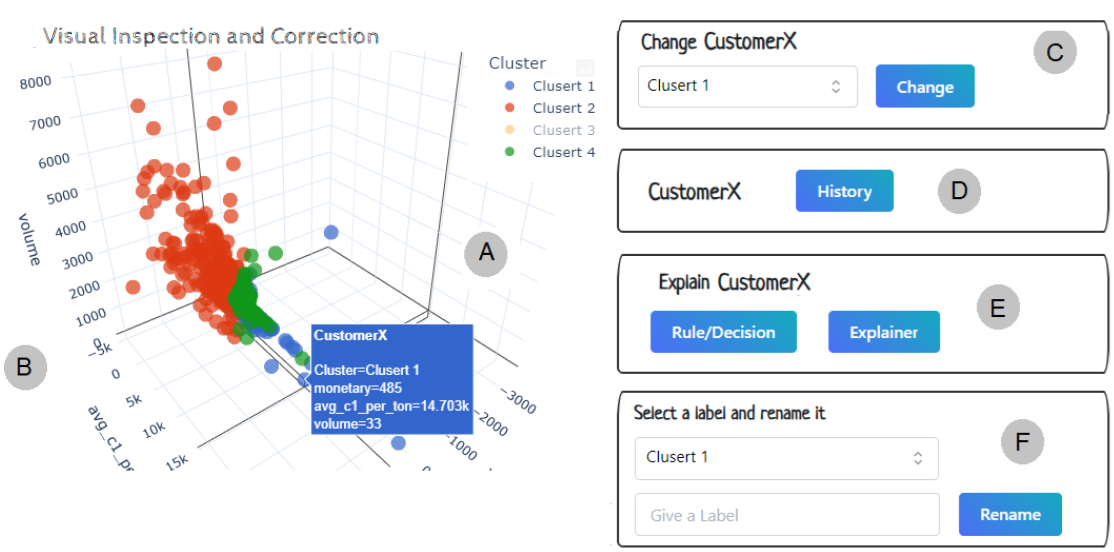 Visual Inspection and Correction
Cluster
Clusert 1
Clusert 2
Clusert 3
Clusert 4
8000
7000
6000
5000
4000
3000
2000
1000
0
volume
−5k
0
5k
10k
15k
avg_c1_pe
−3000
−2000
−1000
0
A
B
CustomerX
Cluster=Clusert 1
monetary=485
avg_c1_per_ton=14.703k
volume=33
Change CustomerX
C
Clusert 1
Change
CustomerX
History
D
Explain CustomerX
E
Rule/Decision
Explainer
Select a label and rename it
F
Clusert 1
Give a Label
Rename